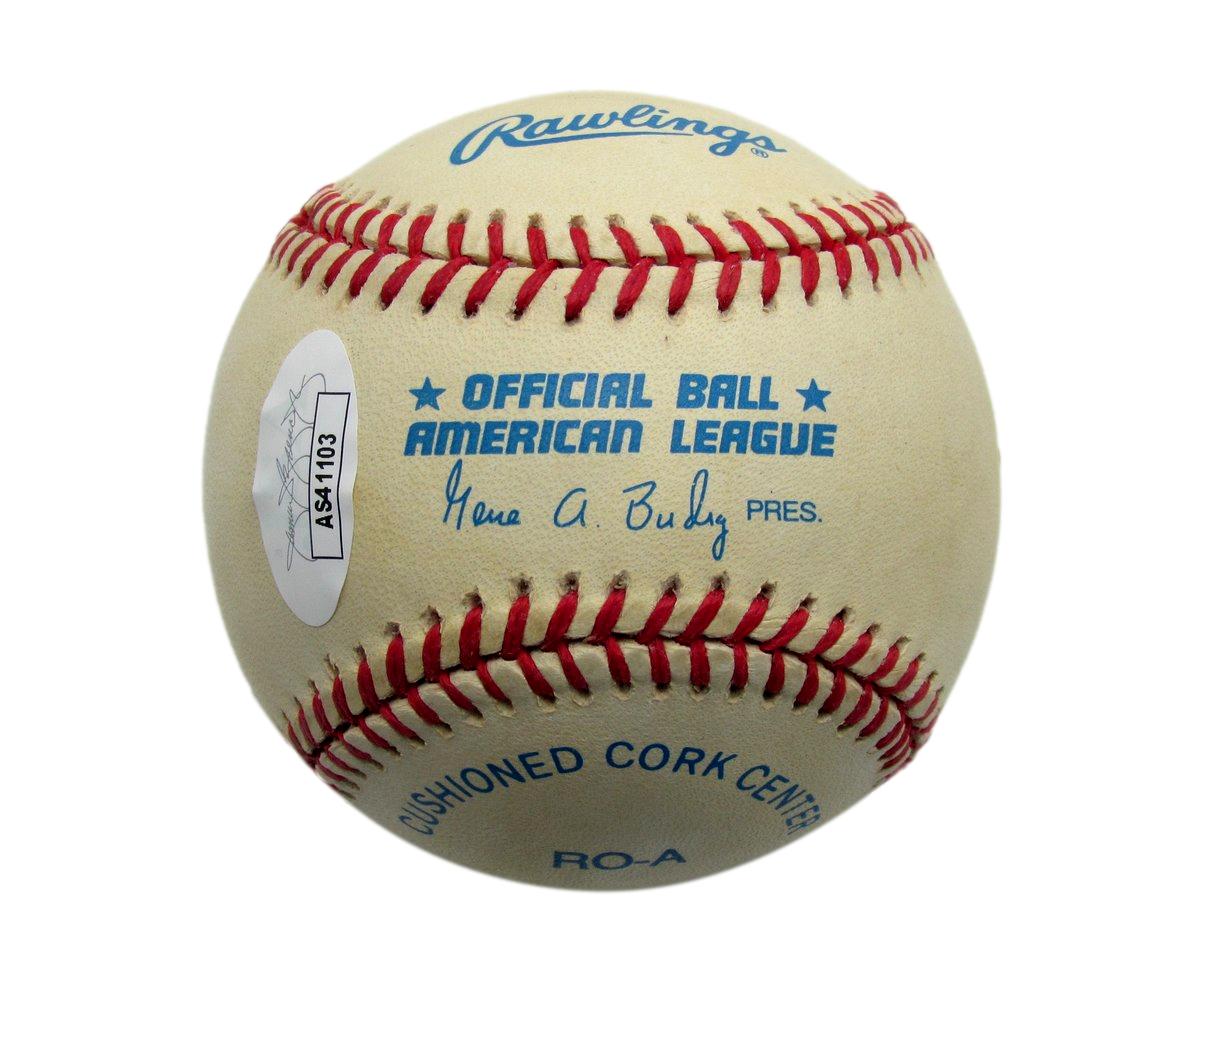 Rawlings®
★ OFFICIAL BALL ★
AMERICAN LEAGUE
Gene A. Budig PRES.
AS41103
CUSHIONED CORK CENTER
RO-A